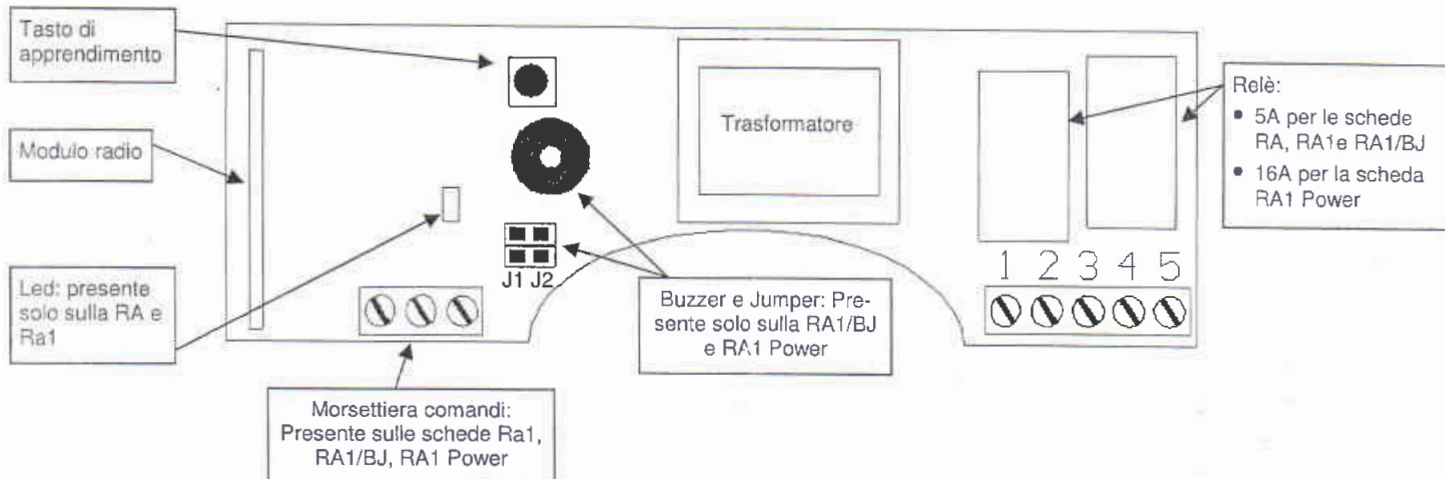 Tasto di
apprendimento
Modulo radio
Led: presente
solo sulla RA e
Ra1
Morsettiera comandi:
Presente sulle schede Ra1,
RA1/BJ, RA1 Power
J1 J2
Buzzer e Jumper: Pre-
sente solo sulla RA1/BJ
e RA1 Power
Trasformatore
1 2 3 4 5
Relè:
• 5A per le schede
RA, RA1e RA1/BJ
• 16A per la scheda
RA1 Power